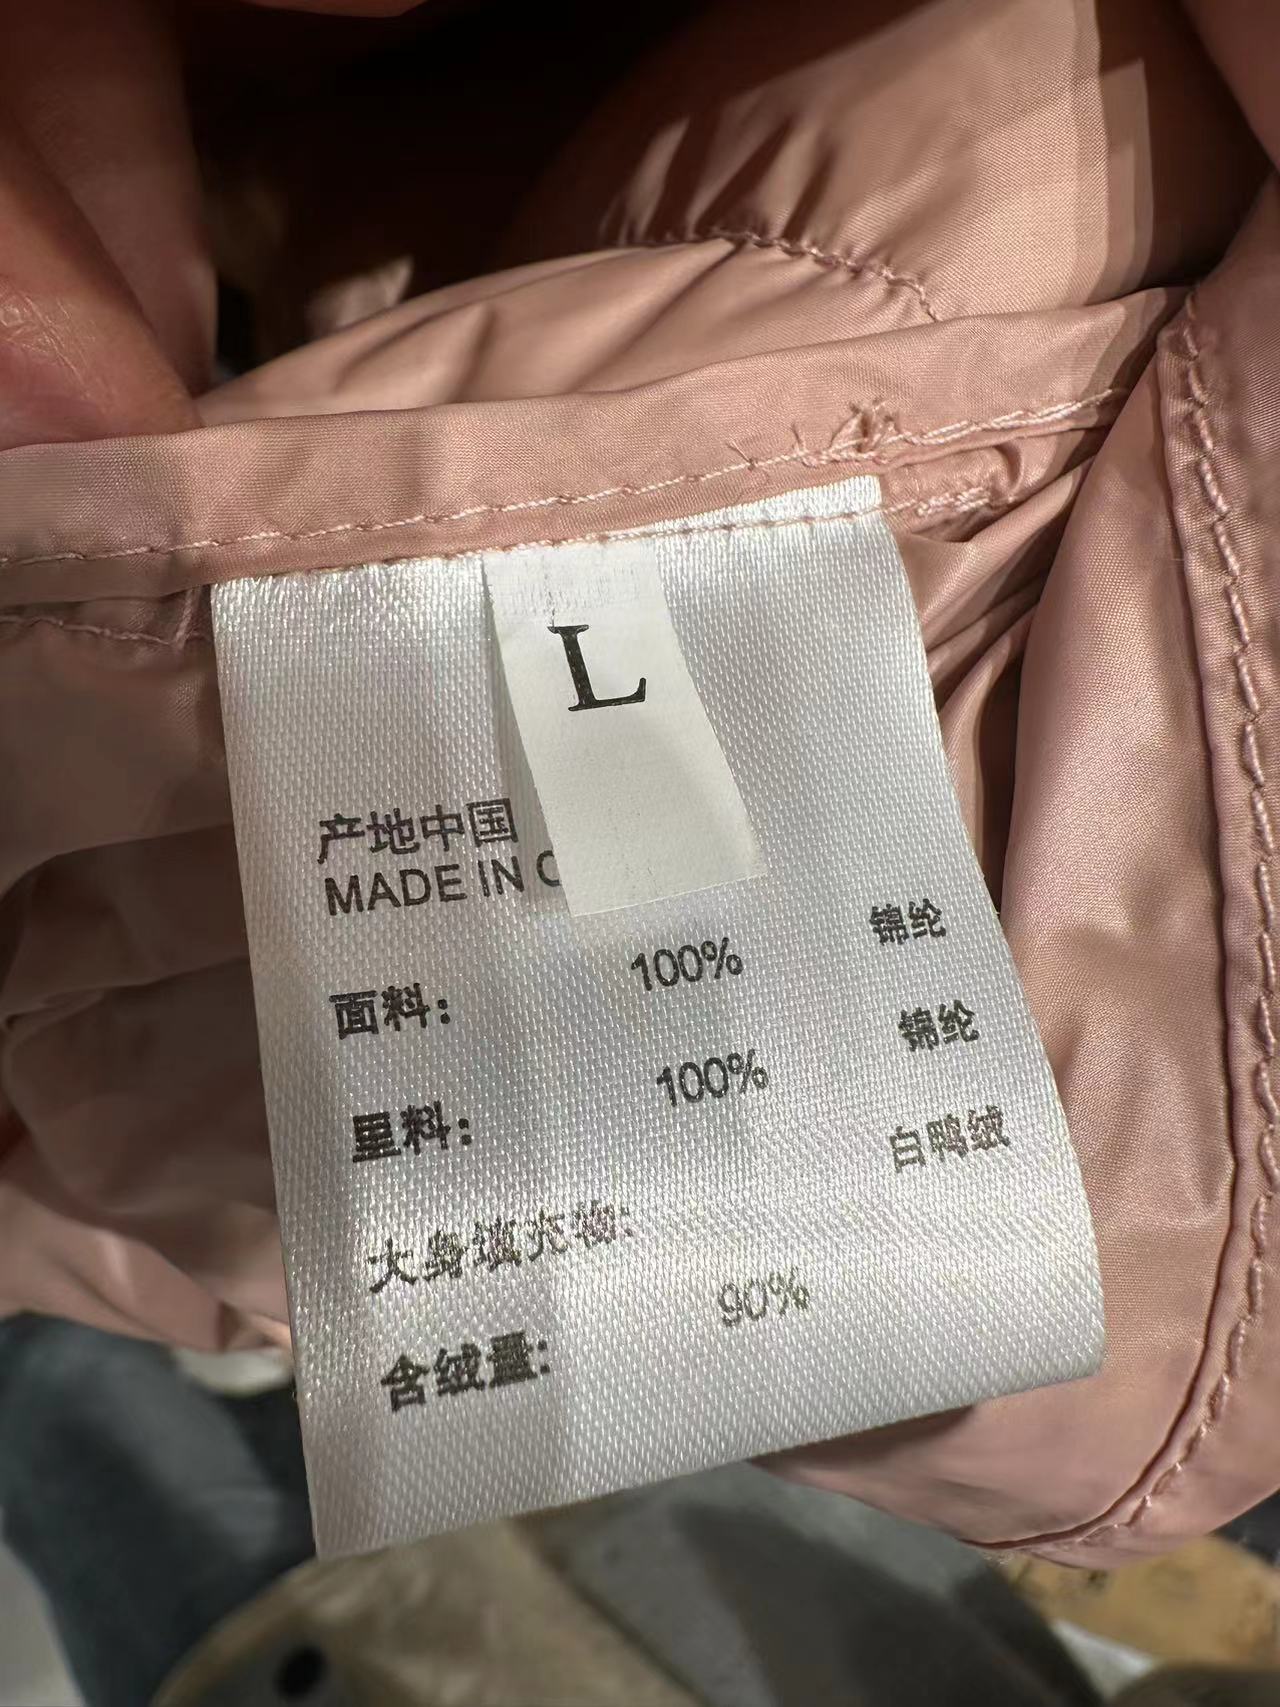 L
产地中国
MADE IN C
面料： 100% 锦纶
里料： 100% 锦纶
大身填充物： 白鸭绒
含绒量： 90%